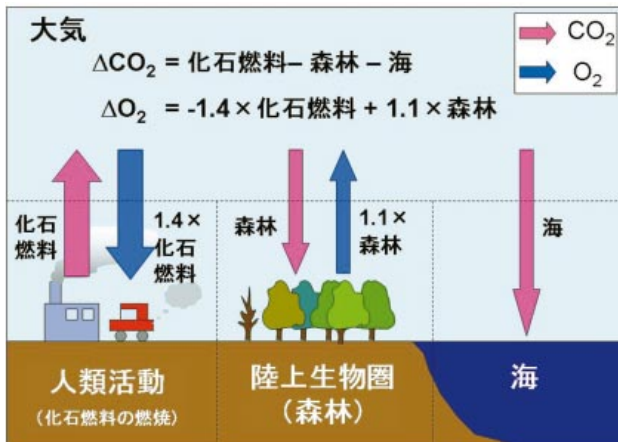 大気
CO₂
O₂
ΔCO₂ = 化石燃料– 森林 – 海
ΔO₂ = -1.4×化石燃料 + 1.1×森林
化石
燃料
1.4×
化石
燃料
森林
1.1×
森林
海
人類活動
(化石燃料の燃焼)
陸上生物圏
(森林)
海